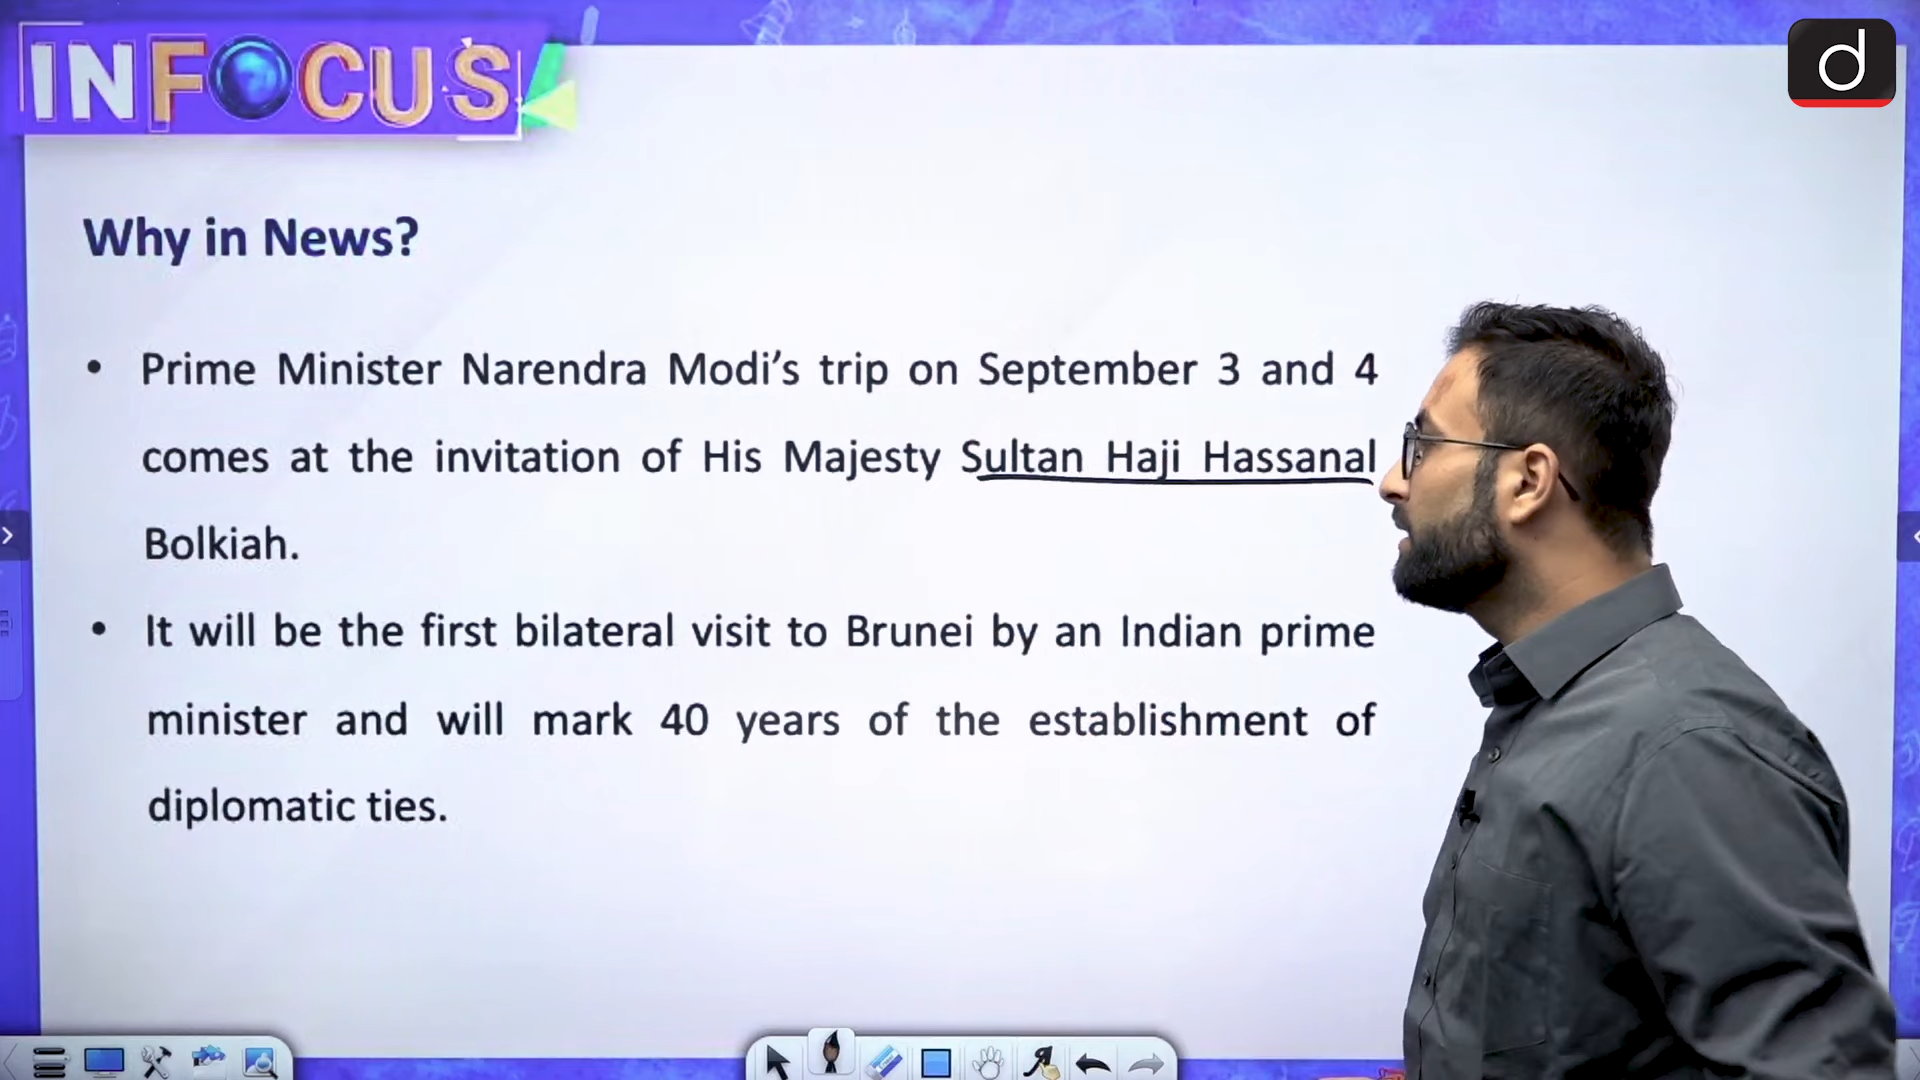 INFOCUS
d
Why in News?
• Prime Minister Narendra Modi’s trip on September 3 and 4
comes at the invitation of His Majesty Sultan Haji Hassanal
Bolkiah.
• It will be the first bilateral visit to Brunei by an Indian prime
minister and will mark 40 years of the establishment of
diplomatic ties.